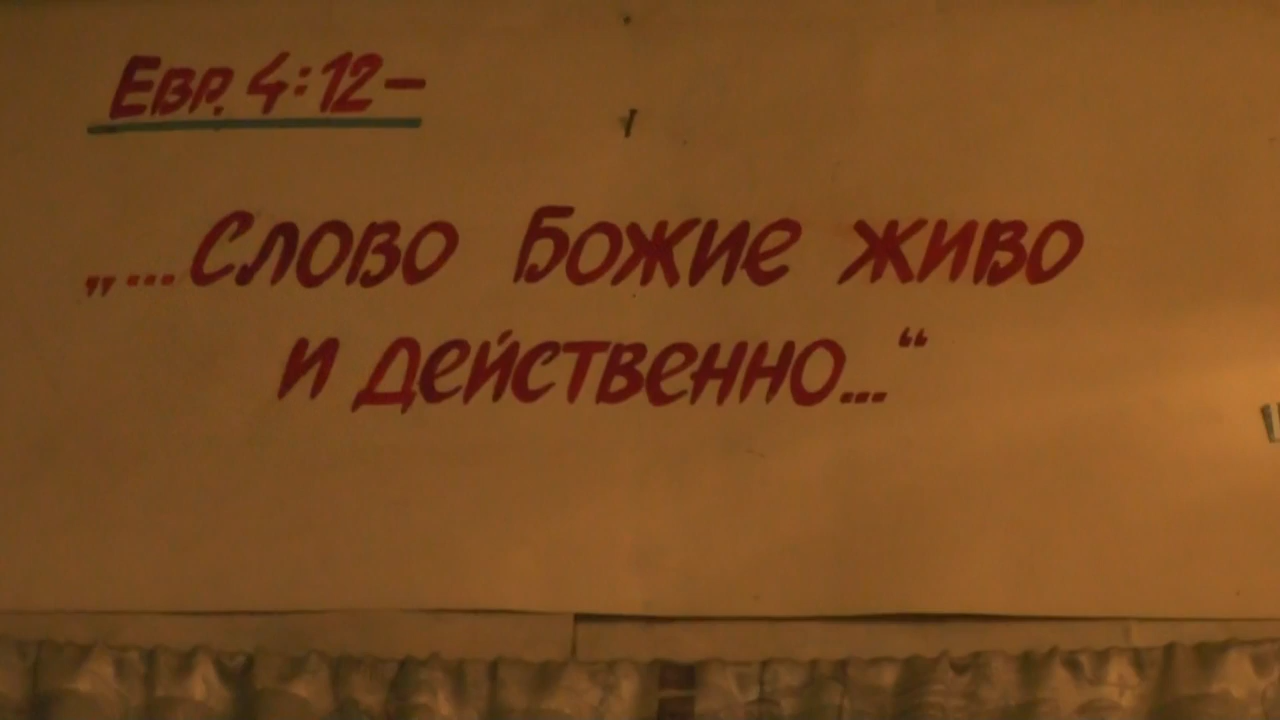 Евр. 4:12-
„...Слово Божие живо
и действенно...“